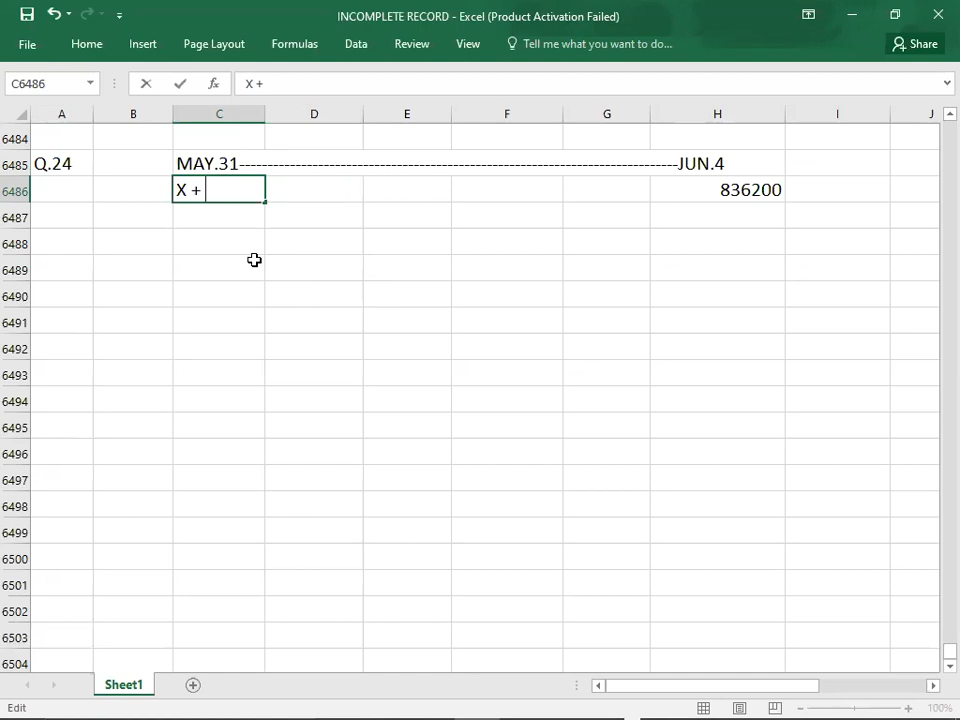 INCOMPLETE RECORD - Excel (Product Activation Failed)
File Home Insert Page Layout Formulas Data Review View Tell me what you want to do... Share
C6486 fx X +
A B C D E F G H I J
6484
6485 Q.24 MAY.31-------------------------------------------------------------------------------JUN.4
6486 X + 836200
6487
6488
6489
6490
6491
6492
6493
6494
6495
6496
6497
6498
6499
6500
6501
6502
6503
6504
Sheet1
Edit 100%